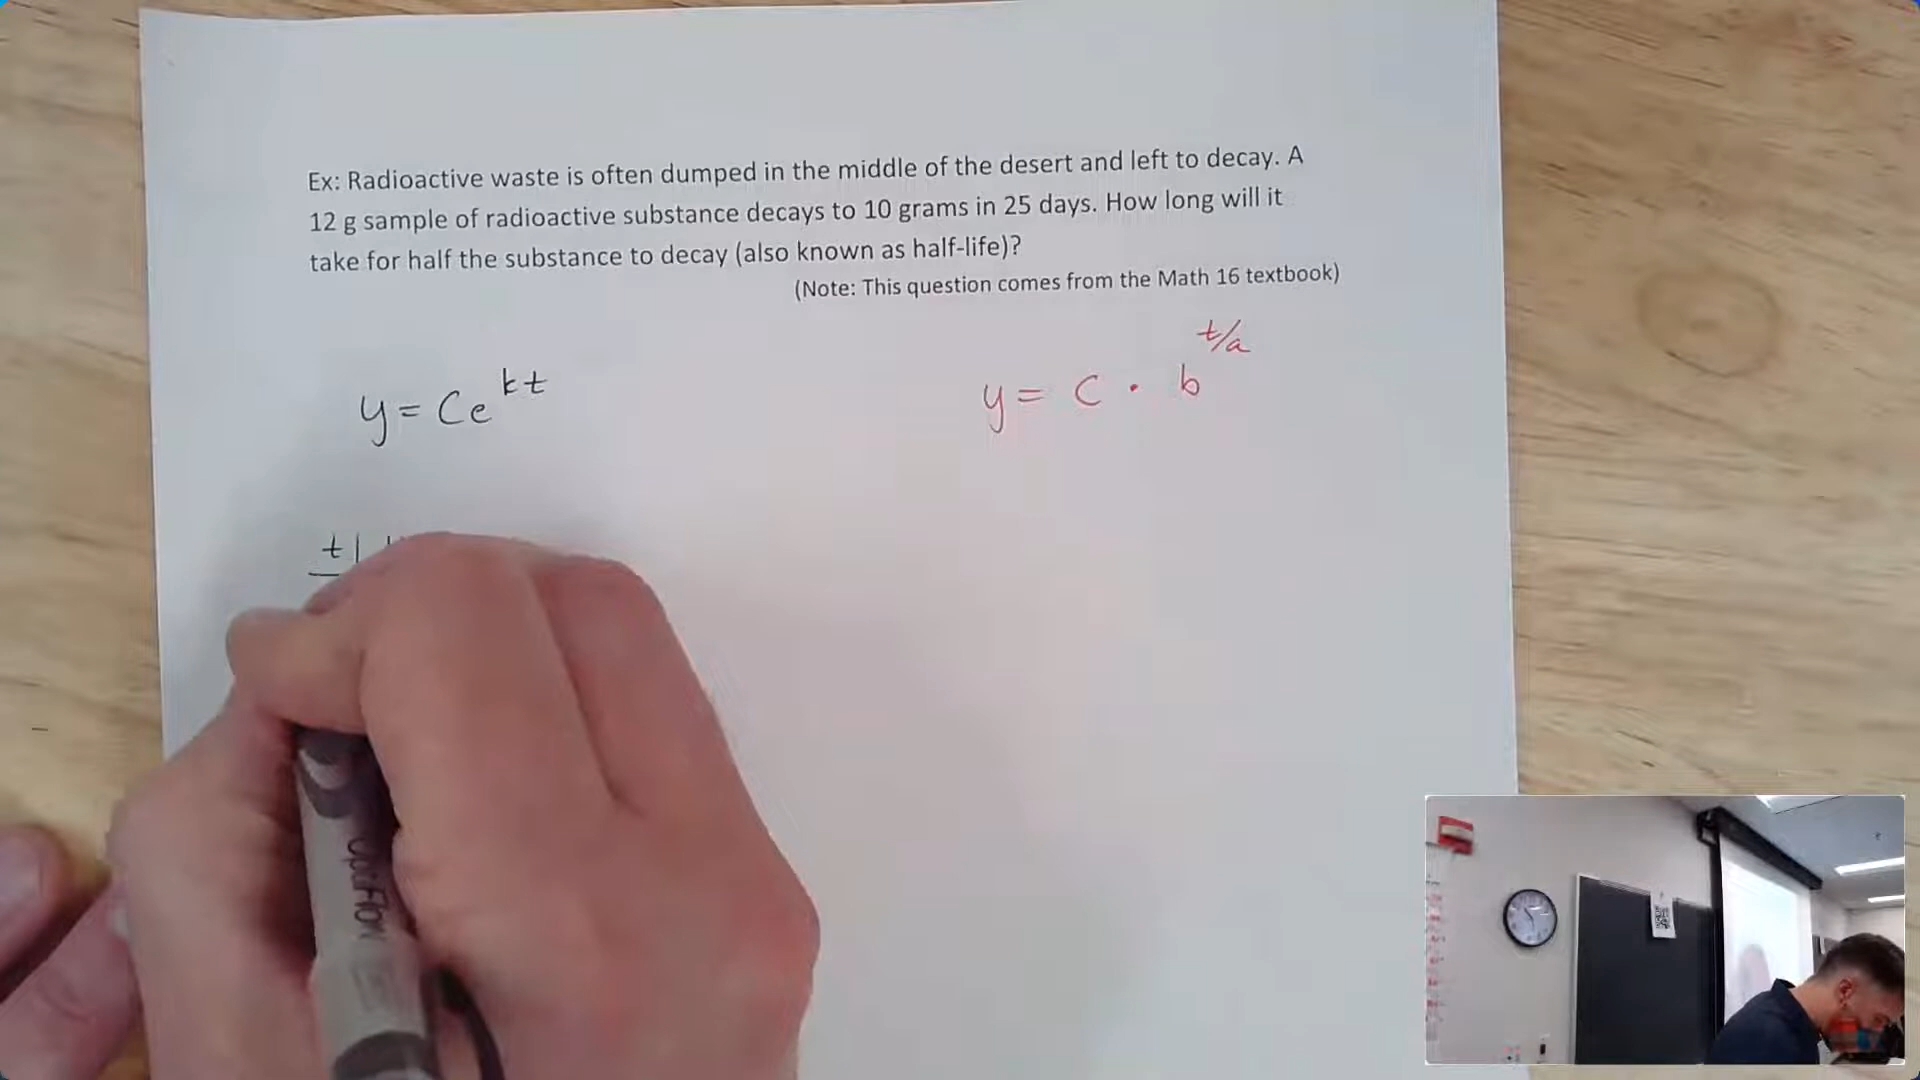 Ex: Radioactive waste is often dumped in the middle of the desert and left to decay. A
12 g sample of radioactive substance decays to 10 grams in 25 days. How long will it
take for half the substance to decay (also known as half-life)?
(Note: This question comes from the Math 16 textbook)
y = Ce^{kt}
y = C · b^{t/a}
t |